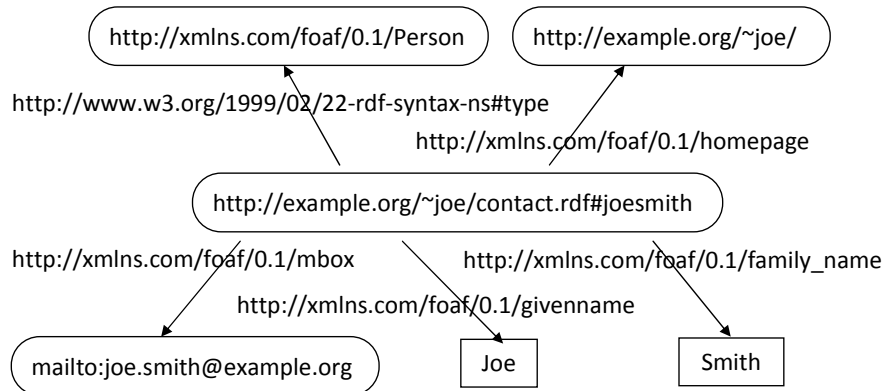 http://xmlns.com/foaf/0.1/Person
http://example.org/~joe/
http://www.w3.org/1999/02/22-rdf-syntax-ns#type
http://xmlns.com/foaf/0.1/homepage
http://example.org/~joe/contact.rdf#joesmith
http://xmlns.com/foaf/0.1/mbox
http://xmlns.com/foaf/0.1/family_name
http://xmlns.com/foaf/0.1/givenname
mailto:joe.smith@example.org
Joe
Smith